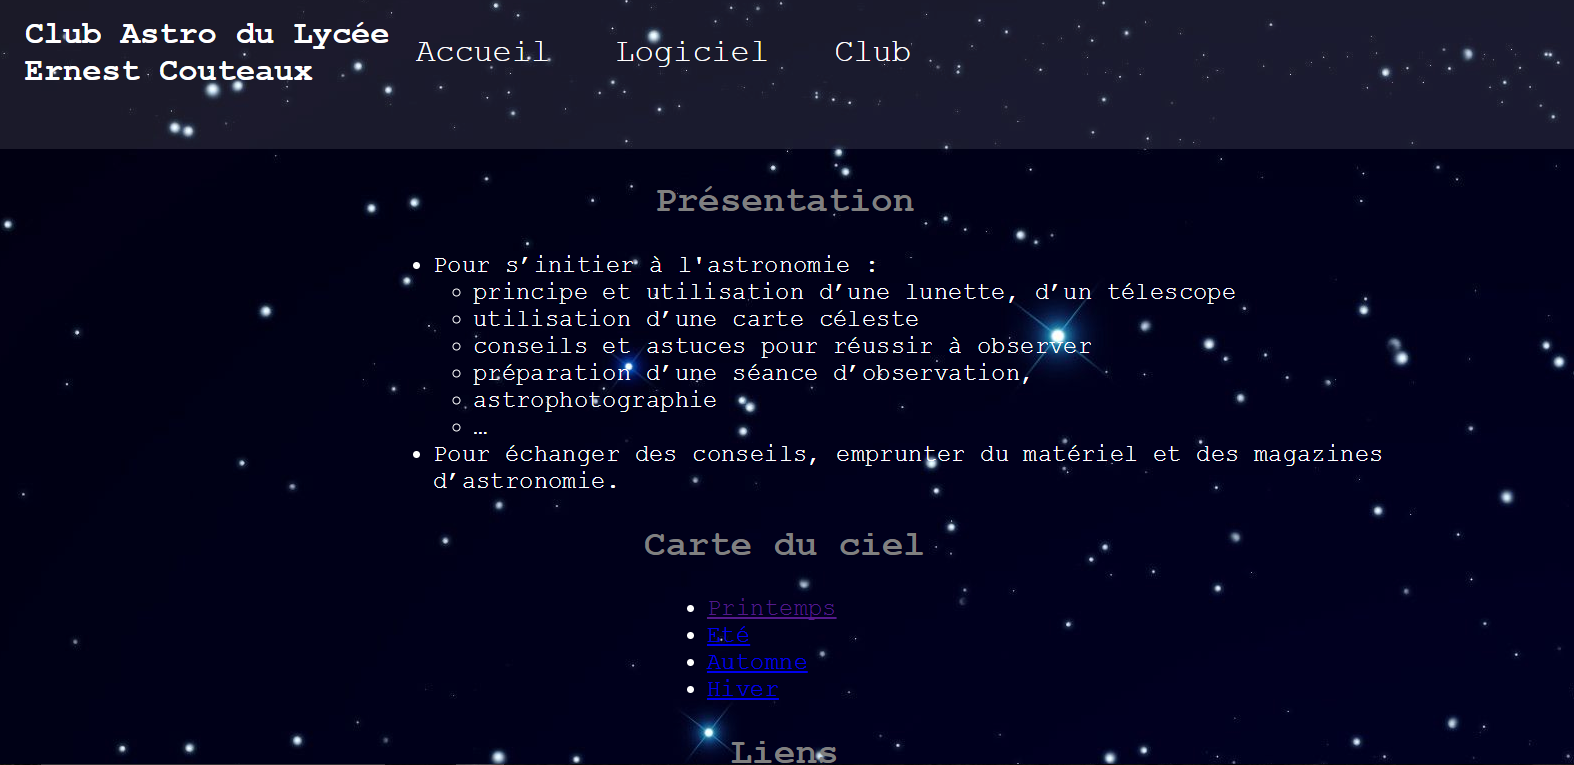 Club Astro du Lycée
Ernest Couteaux
Accueil Logiciel Club
Présentation
Pour s’initier à l'astronomie :
principe et utilisation d’une lunette, d’un télescope
utilisation d’une carte céleste
conseils et astuces pour réussir à observer
préparation d’une séance d’observation,
astrophotographie
…
Pour échanger des conseils, emprunter du matériel et des magazines
d’astronomie.
Carte du ciel
Printemps
Eté
Automne
Hiver
Liens